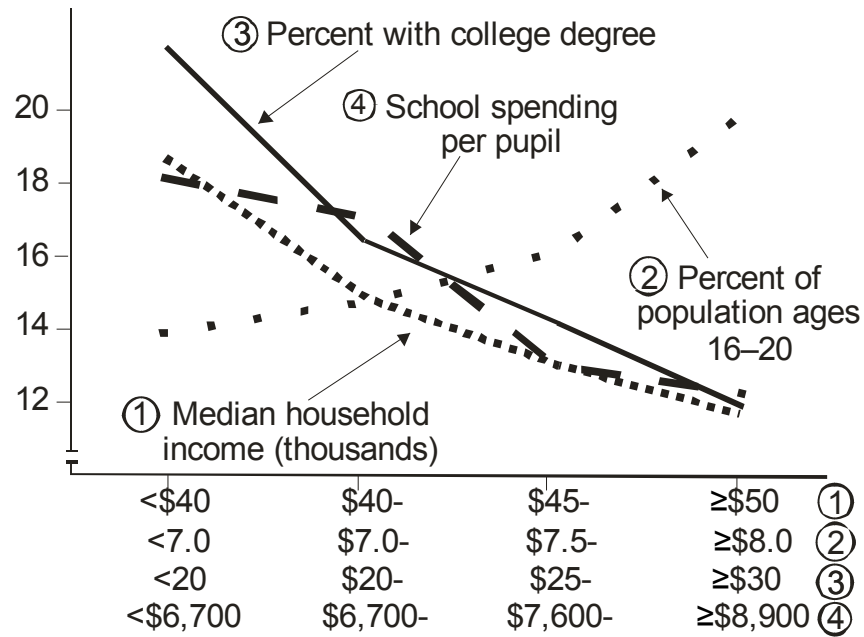 ③ Percent with college degree
④ School spending
per pupil
20
18
16
14
12
② Percent of
population ages
16–20
① Median household
income (thousands)
<$40 $40- $45- ≥$50 ①
<7.0 $7.0- $7.5- ≥$8.0 ②
<20 $20- $25- ≥$30 ③
<$6,700 $6,700- $7,600- ≥$8,900 ④